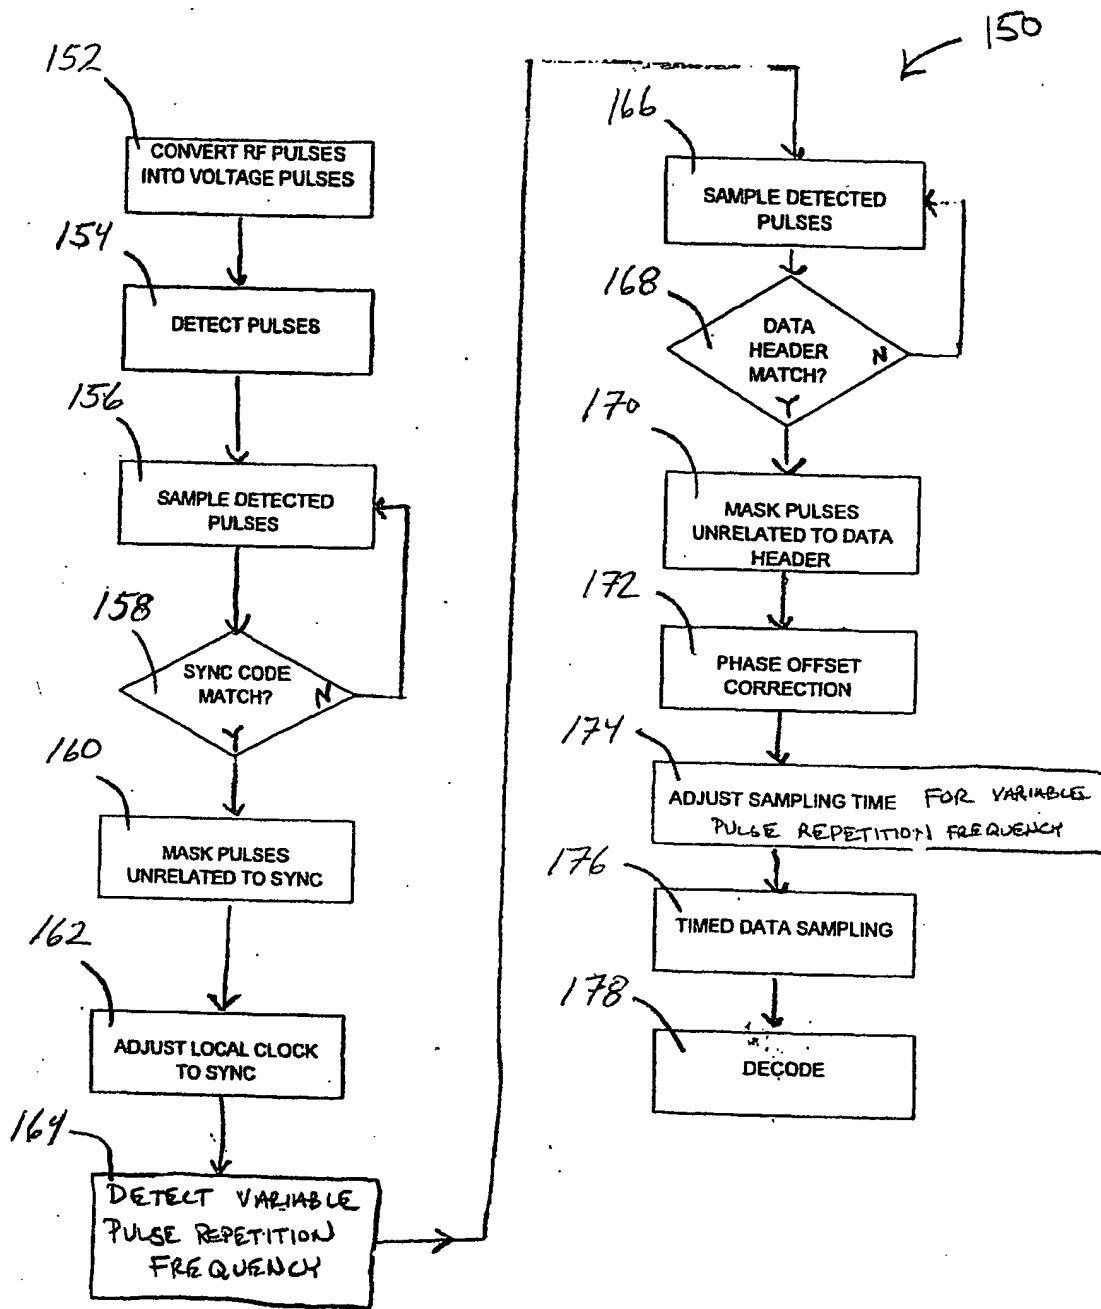 150
152
CONVERT RF PULSES
INTO VOLTAGE PULSES
154
DETECT PULSES
156
SAMPLE DETECTED
PULSES
158
SYNC CODE
MATCH?
N
Y
160
MASK PULSES
UNRELATED TO SYNC
162
ADJUST LOCAL CLOCK
TO SYNC
164
DETECT VARIABLE
PULSE REPETITION
FREQUENCY
166
SAMPLE DETECTED
PULSES
168
DATA
HEADER
MATCH?
N
Y
170
MASK PULSES
UNRELATED TO DATA
HEADER
172
PHASE OFFSET
CORRECTION
174
ADJUST SAMPLING TIME FOR VARIABLE
PULSE REPETITION FREQUENCY
176
TIMED DATA SAMPLING
178
DECODE